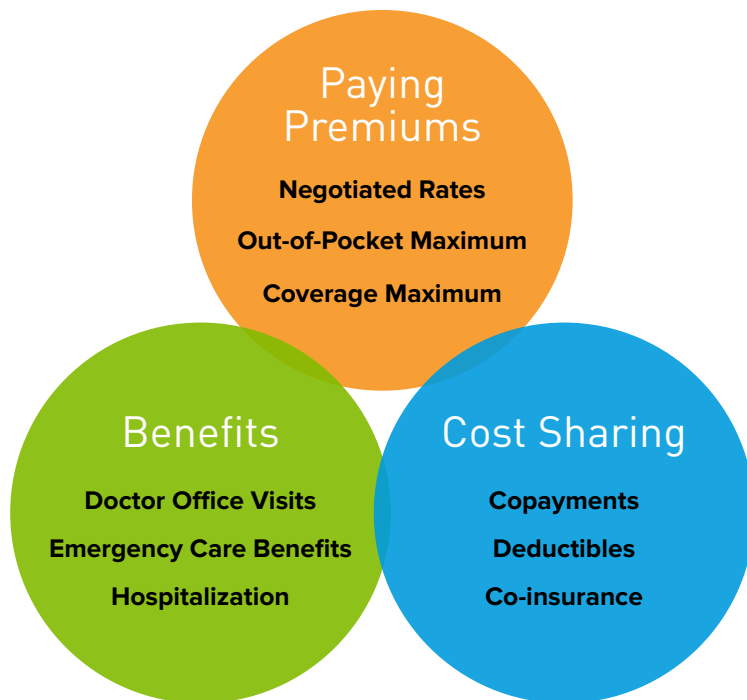 Paying
Premiums
Negotiated Rates
Out-of-Pocket Maximum
Coverage Maximum
Benefits
Doctor Office Visits
Emergency Care Benefits
Hospitalization
Cost Sharing
Copayments
Deductibles
Co-insurance